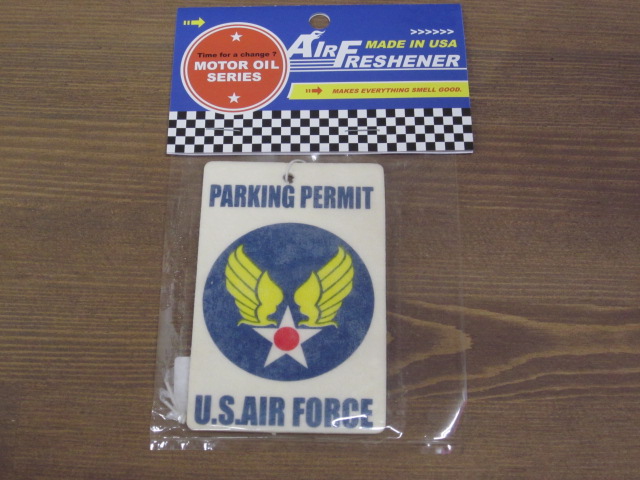 Time for a change ?
MOTOR OIL
SERIES
>>>>>>
MADE IN USA
AIR FRESHENER
MAKES EVERYTHING SMELL GOOD.
PARKING PERMIT
U.S.AIR FORCE